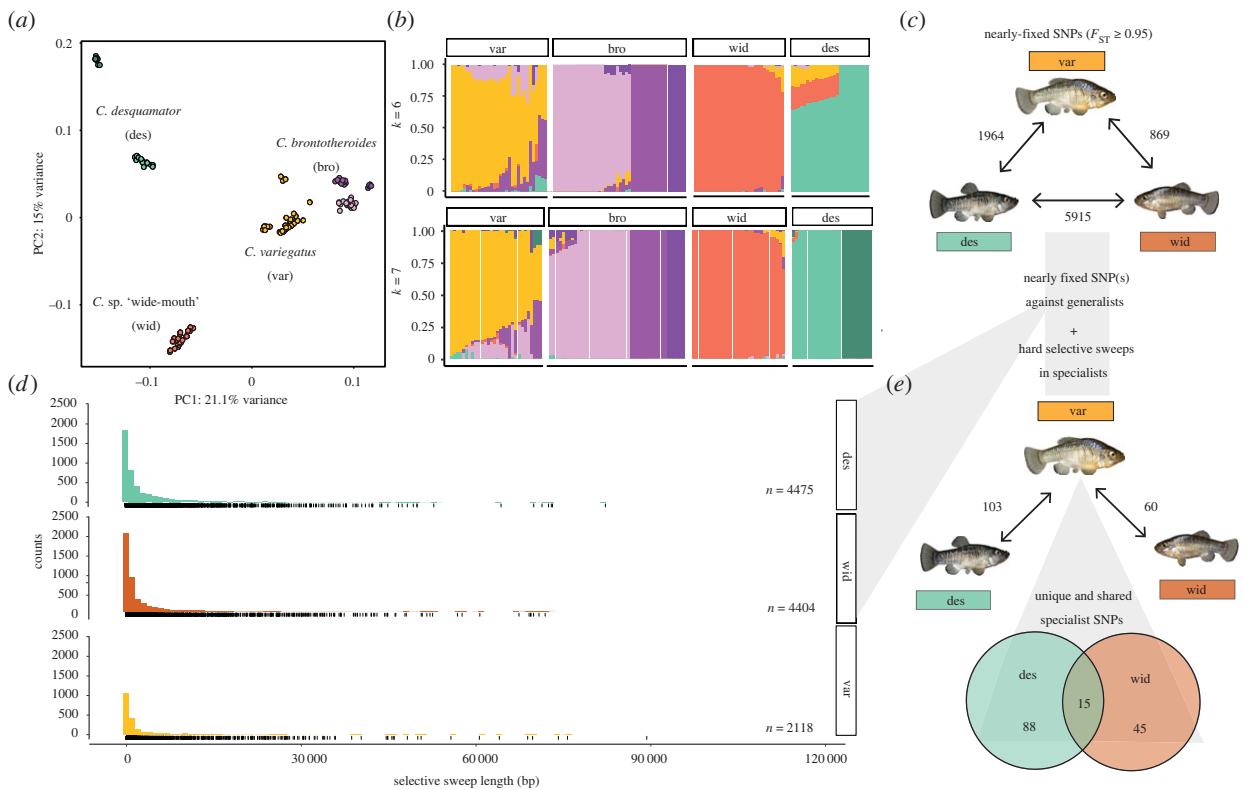 (a)
0.2
0.1
0
−0.1
PC2: 15% variance
C. desquamator
(des)
C. brontotheroides
(bro)
C. variegatus
(var)
C. sp. ‘wide-mouth’
(wid)
−0.1
0
0.1
PC1: 21.1% variance
(b)
var
bro
wid
des
1.00
0.75
0.50
0.25
0
k = 6
var
bro
wid
des
1.00
0.75
0.50
0.25
0
k = 7
(c)
nearly-fixed SNPs (FST ≥ 0.95)
var
1964
869
5915
des
wid
nearly fixed SNP(s)
against generalists
+
hard selective sweeps
in specialists
(d)
2500
2000
1500
1000
500
0
n = 4475
des
2500
2000
1500
1000
500
0
counts
n = 4404
wid
2500
2000
1500
1000
500
0
n = 2118
var
0
30 000
60 000
90 000
120 000
selective sweep length (bp)
(e)
var
103
60
des
wid
unique and shared
specialist SNPs
des
wid
15
88
45